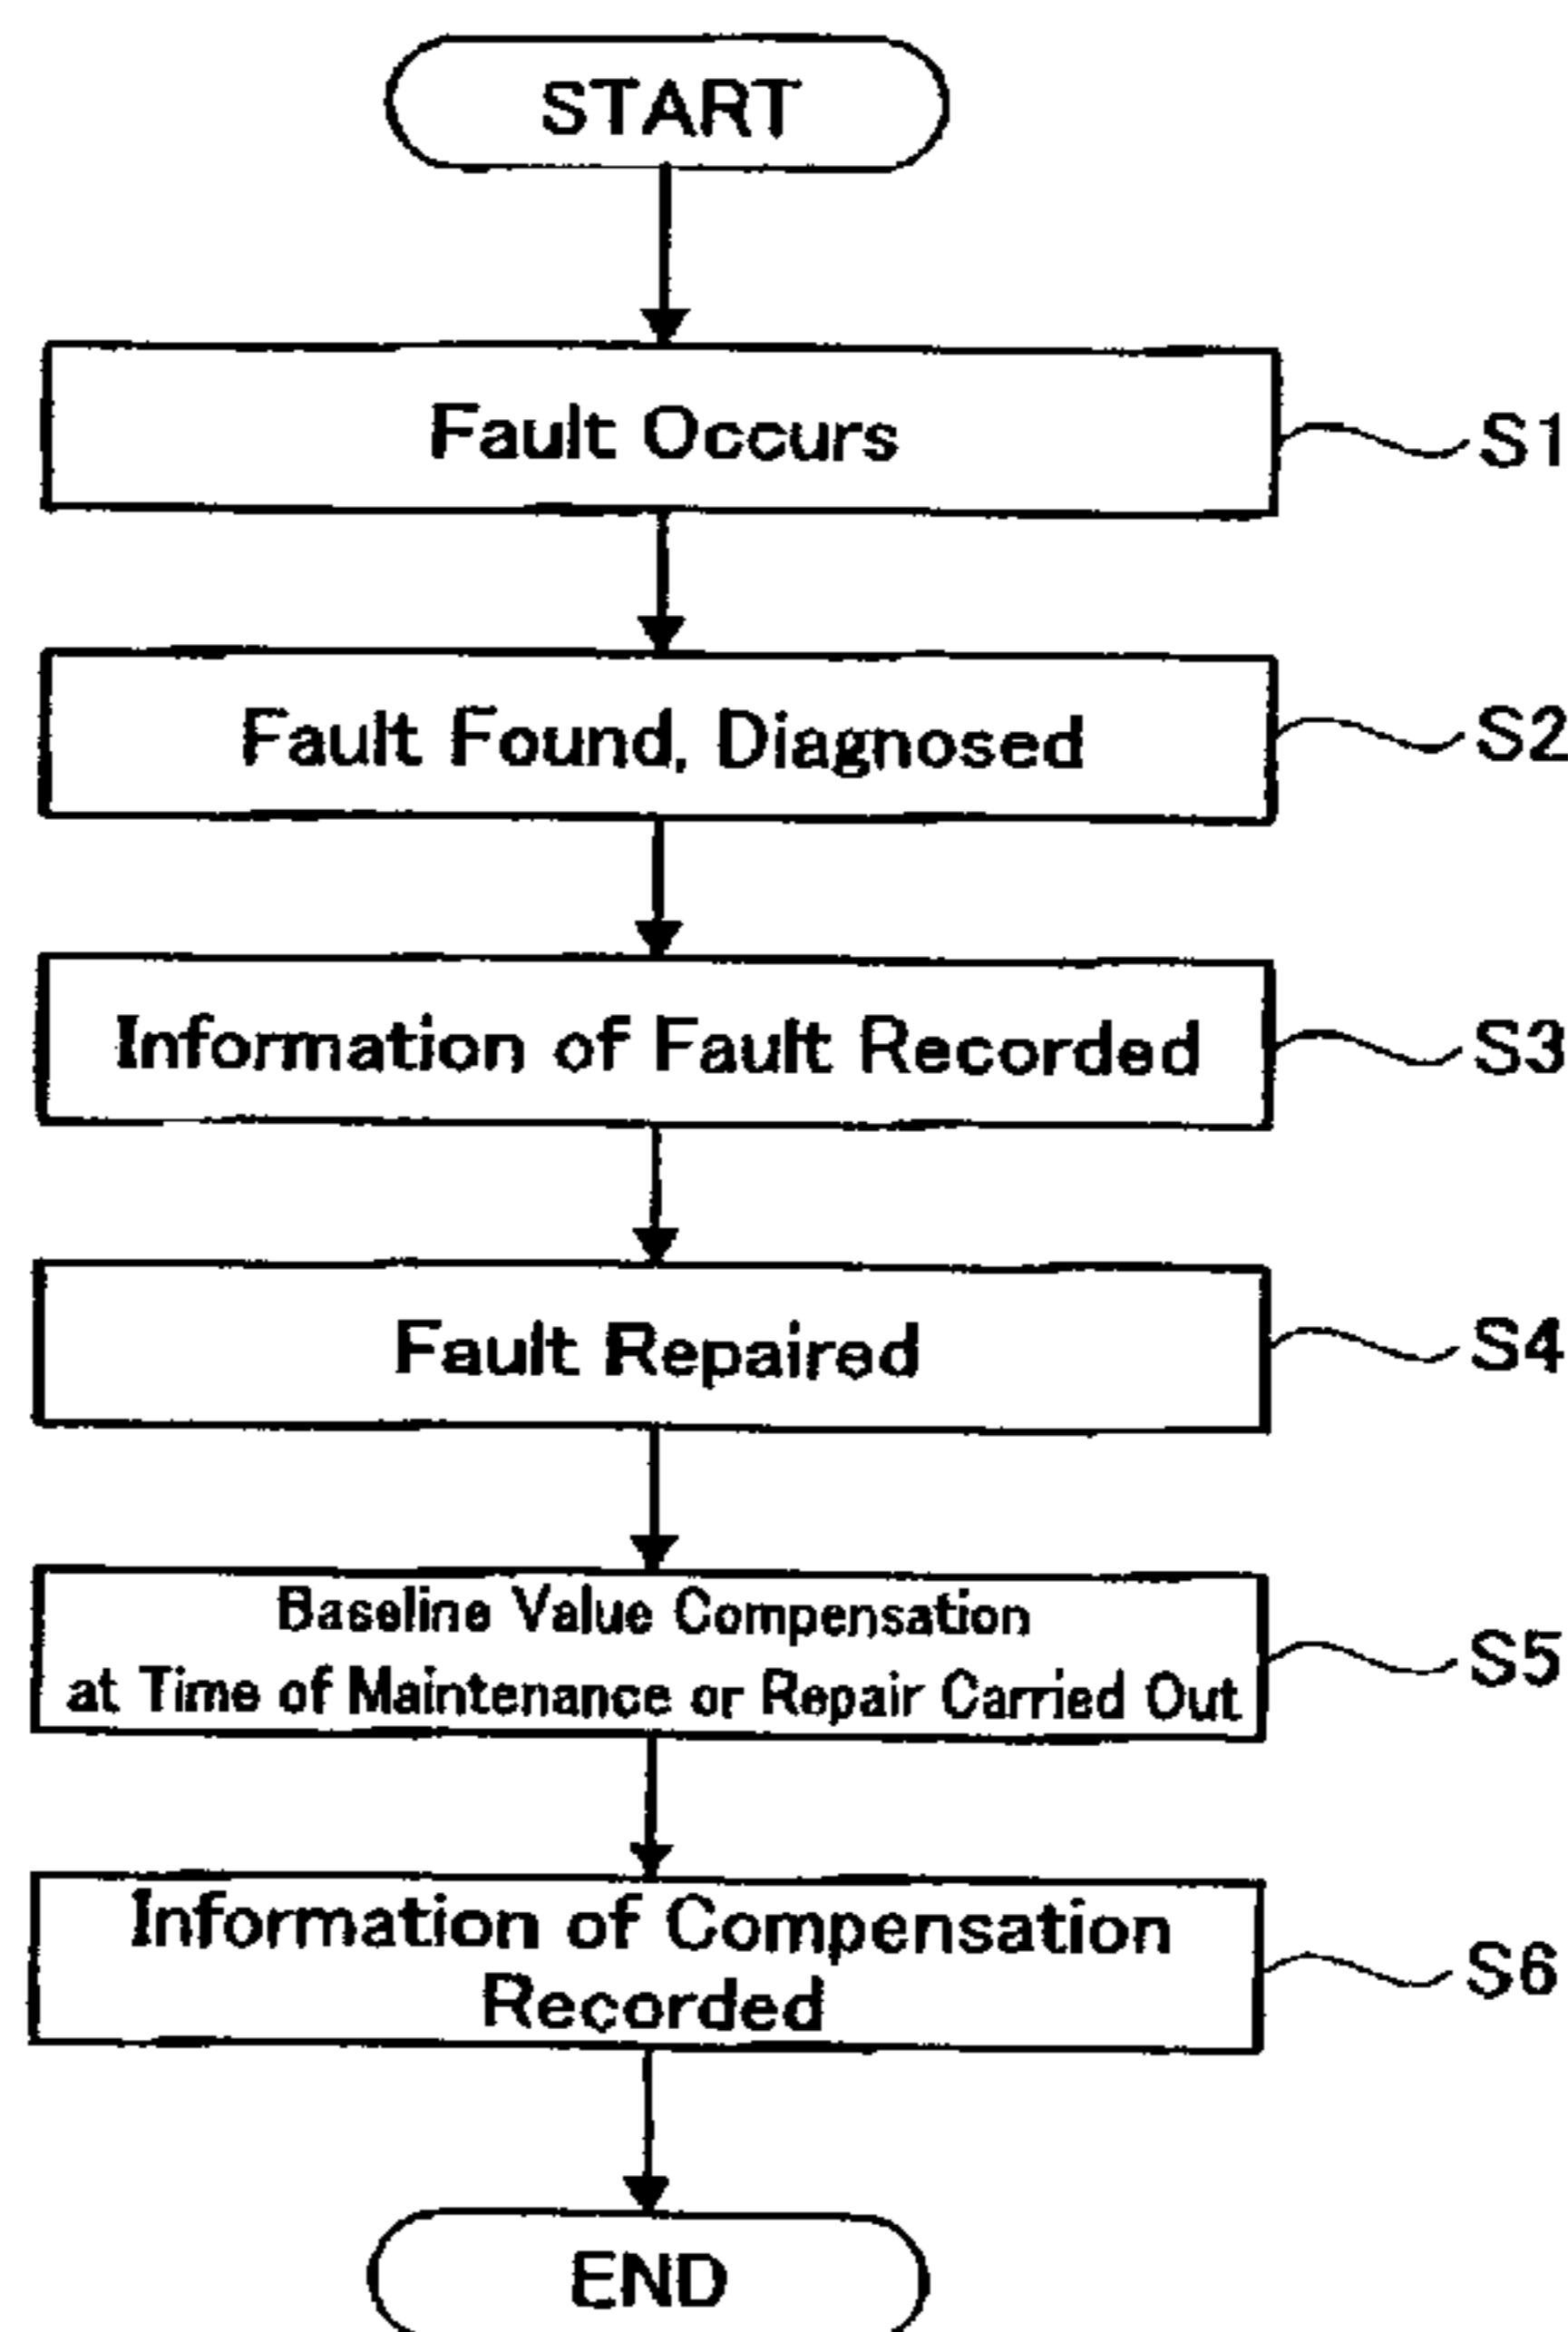 START
Fault Occurs
S1
Fault Found, Diagnosed
S2
Information of Fault Recorded
S3
Fault Repaired
S4
Baseline Value Compensation
at Time of Maintenance or Repair Carried Out
S5
Information of Compensation
Recorded
S6
END